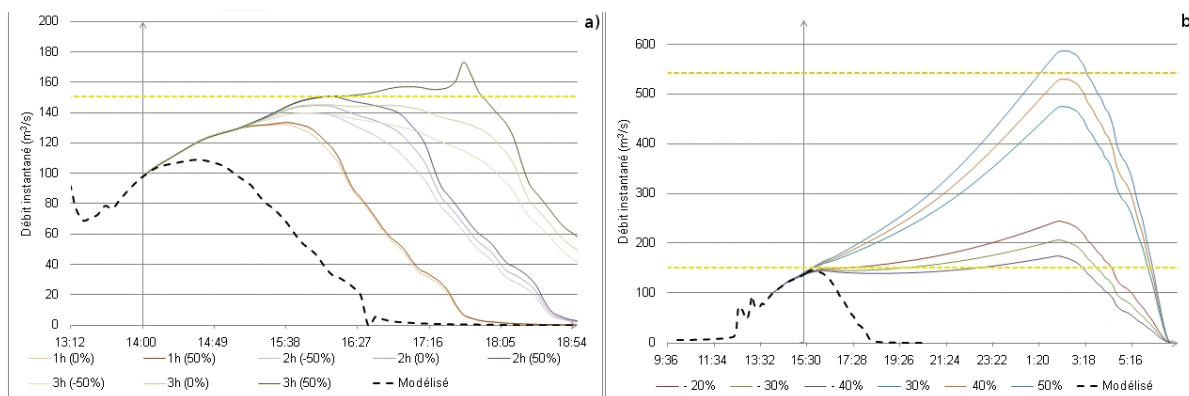 a)
200
180
160
140
120
100
80
60
40
20
0
Débit instantané (m³/s)
13:12 14:00 14:49 15:38 16:27 17:16 18:05 18:54
1h (0%) 1h (50%) 2h (-50%) 2h (0%) 2h (50%)
3h (-50%) 3h (0%) 3h (50%) Modélisé
b
600
500
400
300
200
100
0
Débit instantané (m³/s)
9:36 11:34 13:32 15:30 17:28 19:26 21:24 23:22 1:20 3:18 5:16
- 20% - 30% - 40% 30% 40% 50% Modélisé